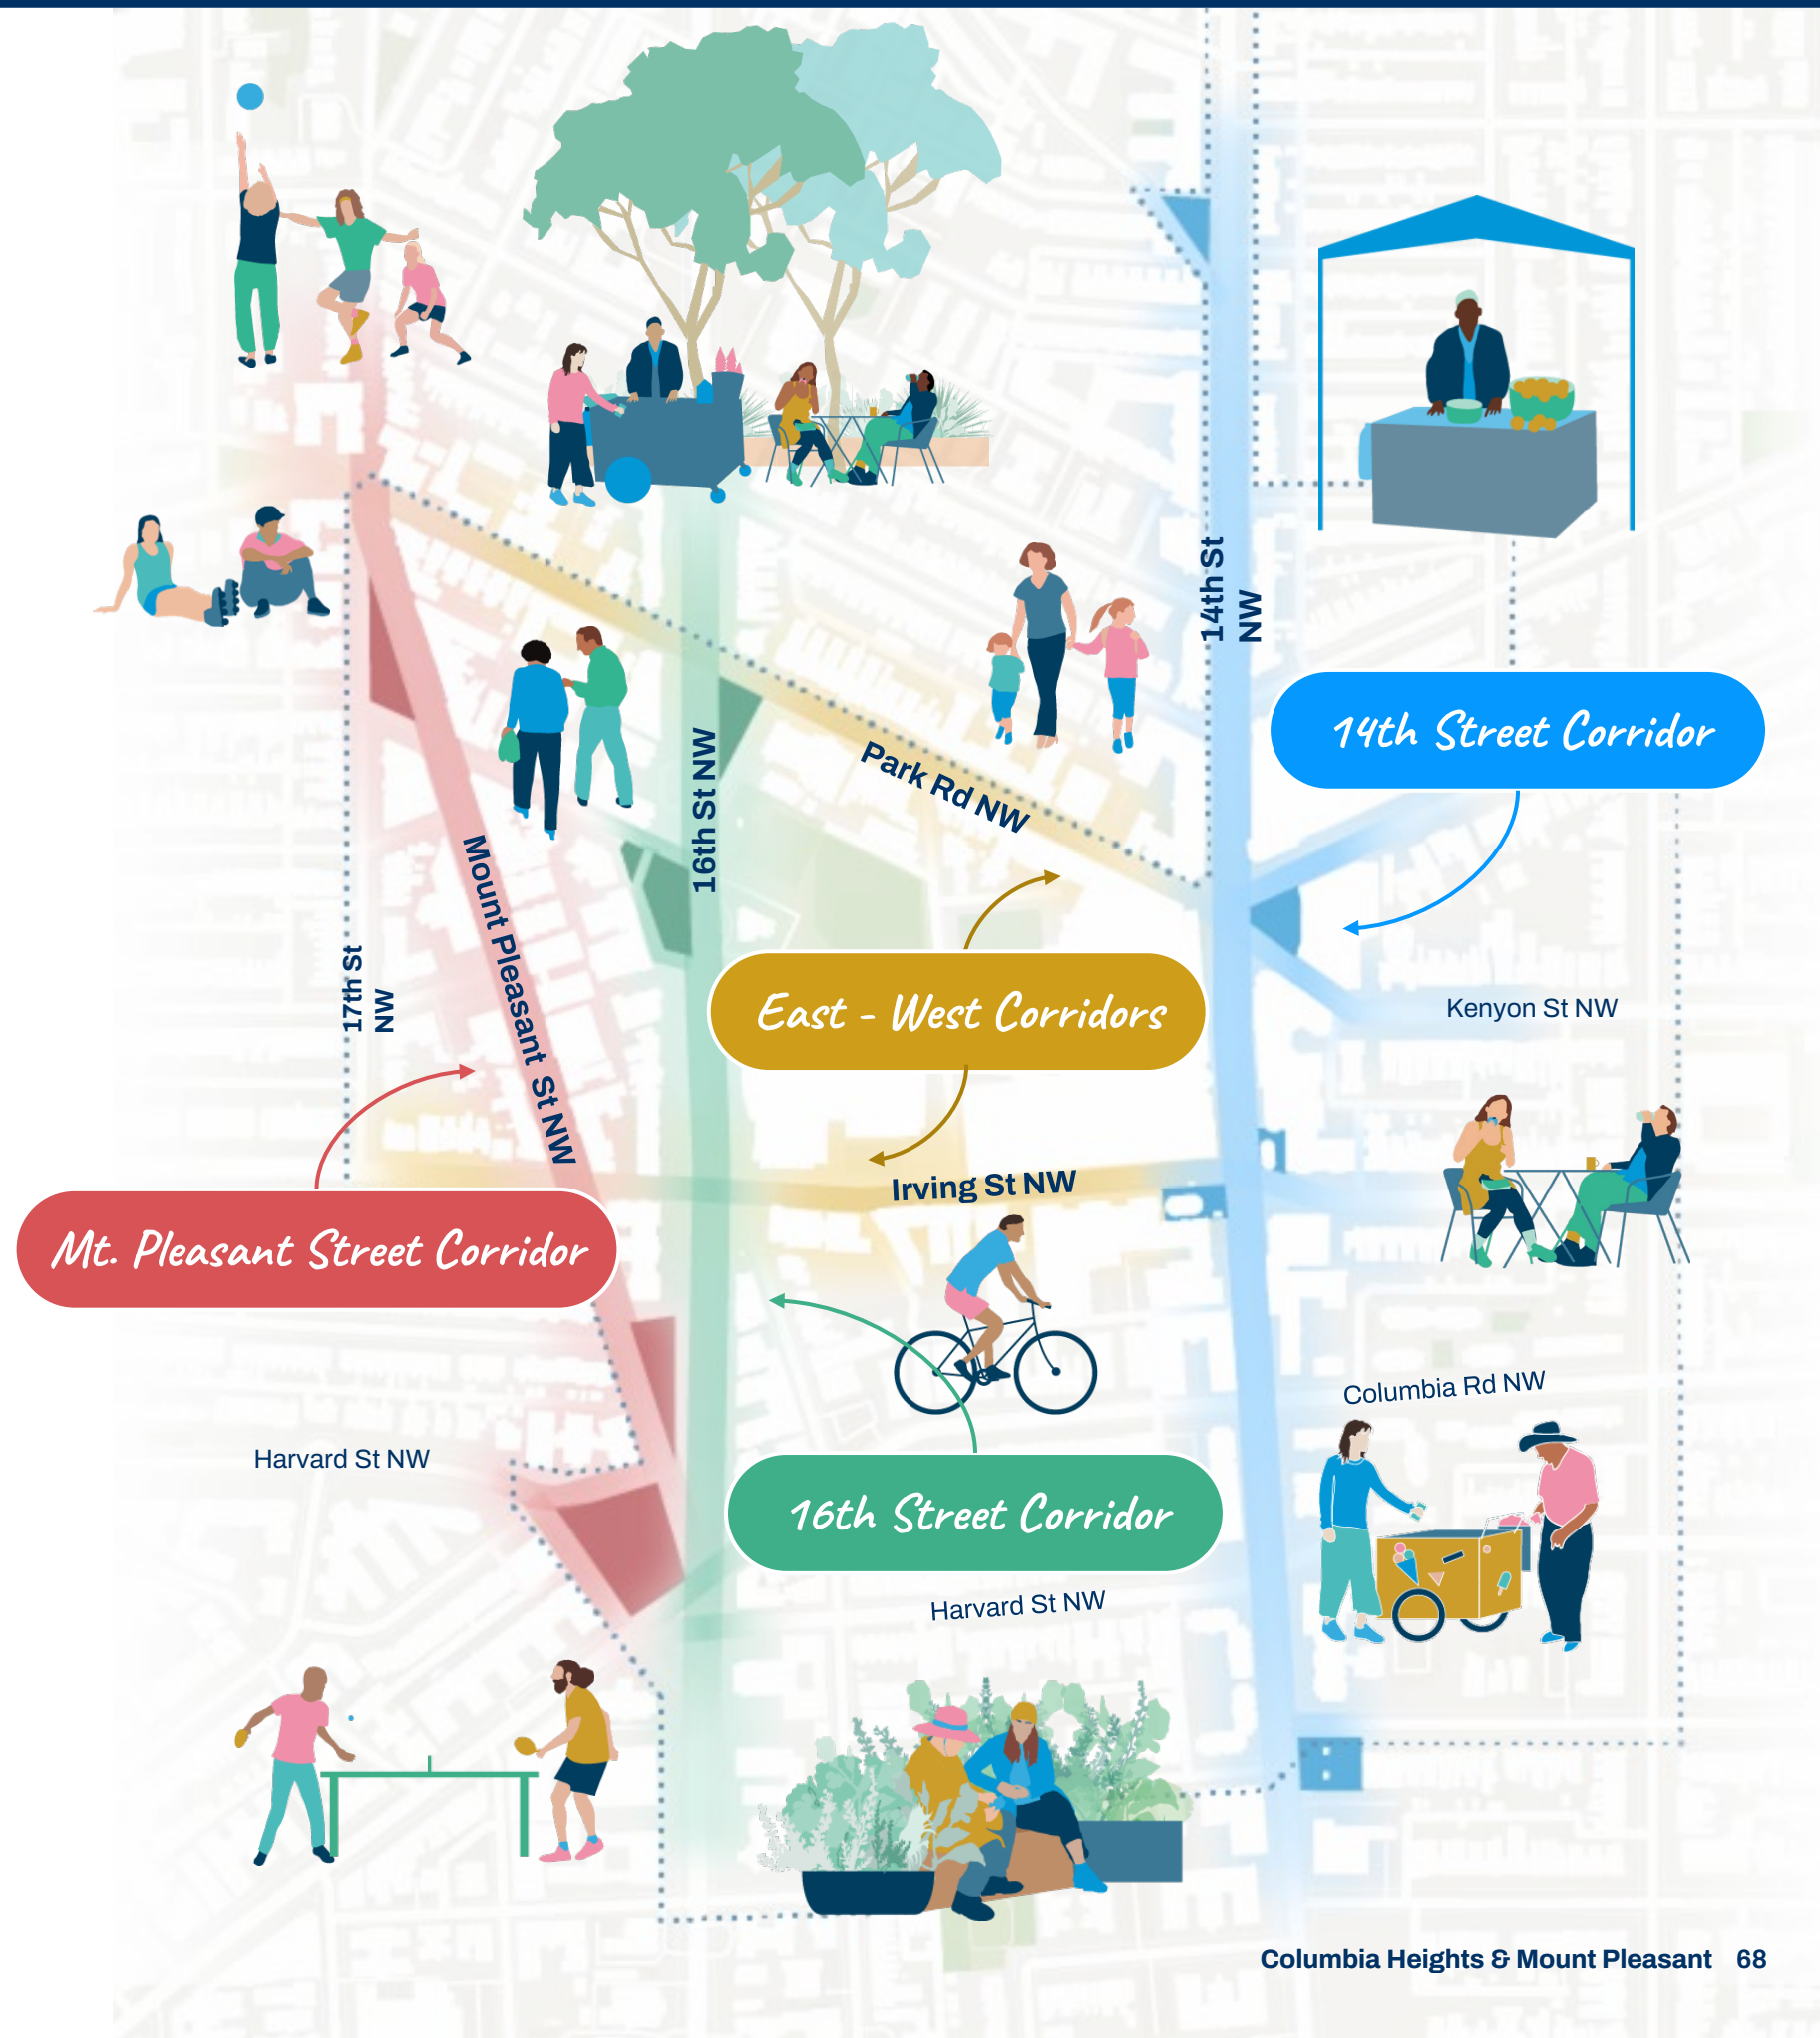 14th St
NW
14th Street Corridor
16th St NW
Park Rd NW
Mount Pleasant St NW
17th St
NW
East - West Corridors
Kenyon St NW
Irving St NW
Mt. Pleasant Street Corridor
Columbia Rd NW
Harvard St NW
16th Street Corridor
Harvard St NW
Columbia Heights & Mount Pleasant 68